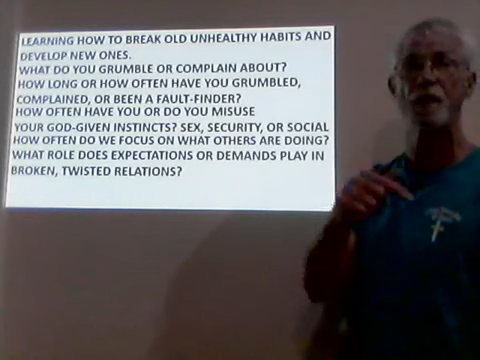 LEARNING HOW TO BREAK OLD UNHEALTHY HABITS AND
DEVELOP NEW ONES.
WHAT DO YOU GRUMBLE OR COMPLAIN ABOUT?
HOW LONG OR HOW OFTEN HAVE YOU GRUMBLED,
COMPLAINED, OR BEEN A FAULT-FINDER?
HOW OFTEN HAVE YOU OR DO YOU MISUSE
YOUR GOD-GIVEN INSTINCTS? SEX, SECURITY, OR SOCIAL
HOW OFTEN DO WE FOCUS ON WHAT OTHERS ARE DOING?
WHAT ROLE DOES EXPECTATIONS OR DEMANDS PLAY IN
BROKEN, TWISTED RELATIONS?